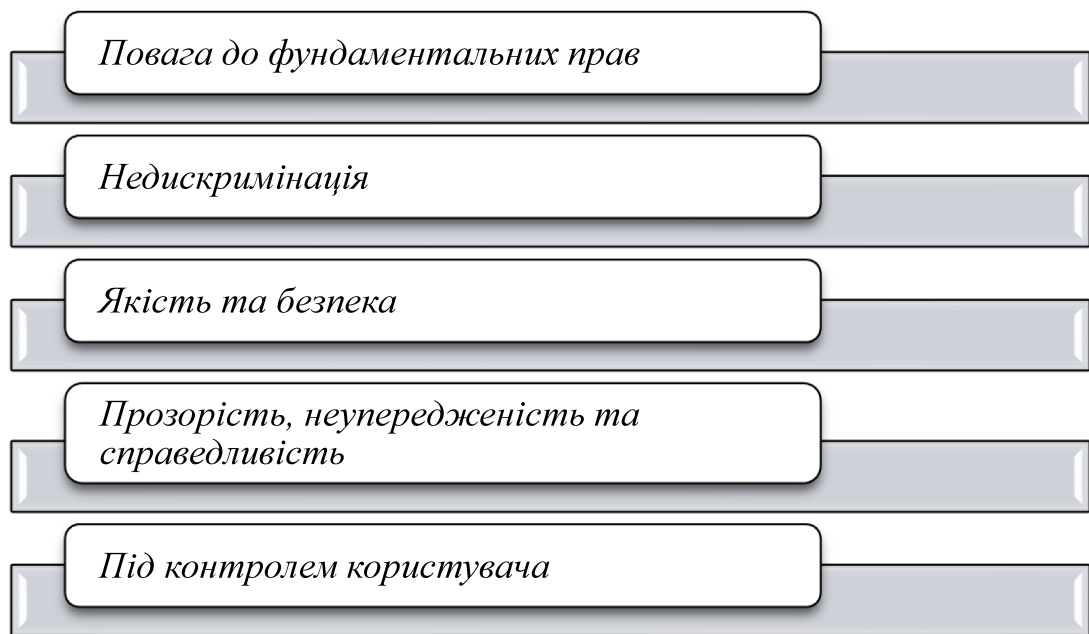 Повага до фундаментальних прав
Недискримінація
Якість та безпека
Прозорість, неупередженість та
справедливість
Під контролем користувача